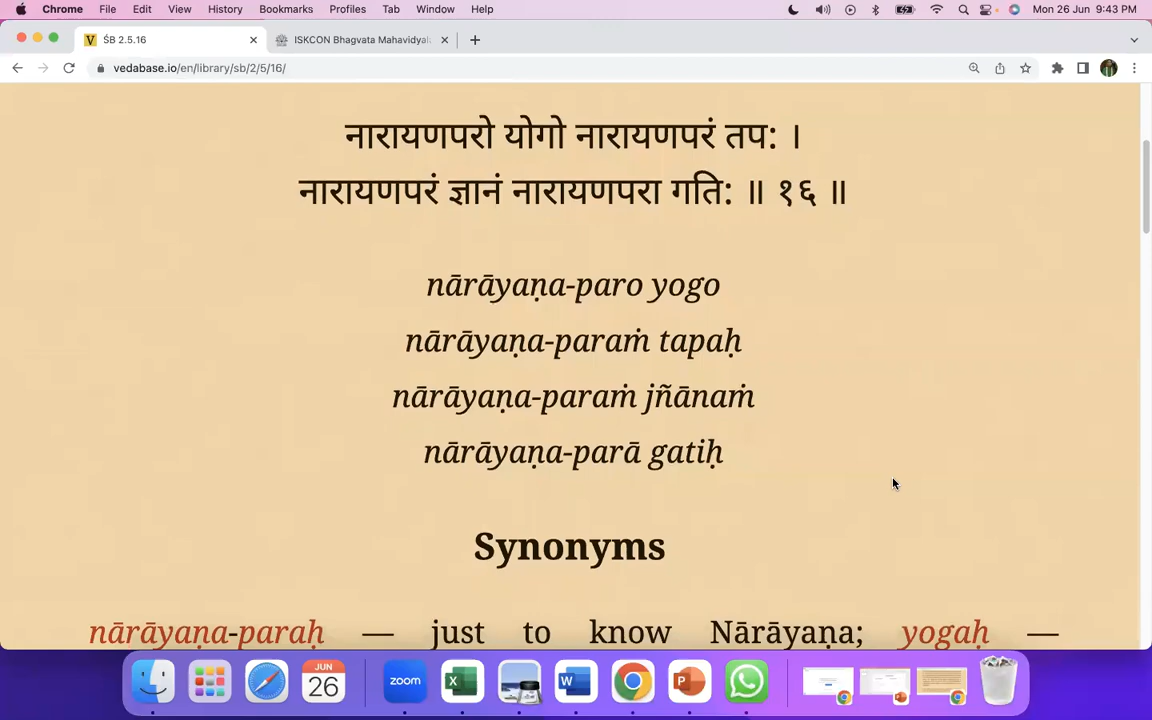 Chrome File Edit View History Bookmarks Profiles Tab Window Help Mon 26 Jun 9:43 PM
V ŚB 2.5.16 ISKCON Bhagvata Mahavidyal
vedabase.io/en/library/sb/2/5/16/
नारायणपरो योगो नारायणपरं तप: ।
नारायणपरं ज्ञानं नारायणपरा गति: ॥ १६ ॥
nārāyaṇa-paro yogo
nārāyaṇa-paraṁ tapaḥ
nārāyaṇa-paraṁ jñānaṁ
nārāyaṇa-parā gatiḥ
Synonyms
nārāyaṇa-paraḥ — just to know Nārāyaṇa; yogaḥ —
JUN
26
zoom
X
W
P